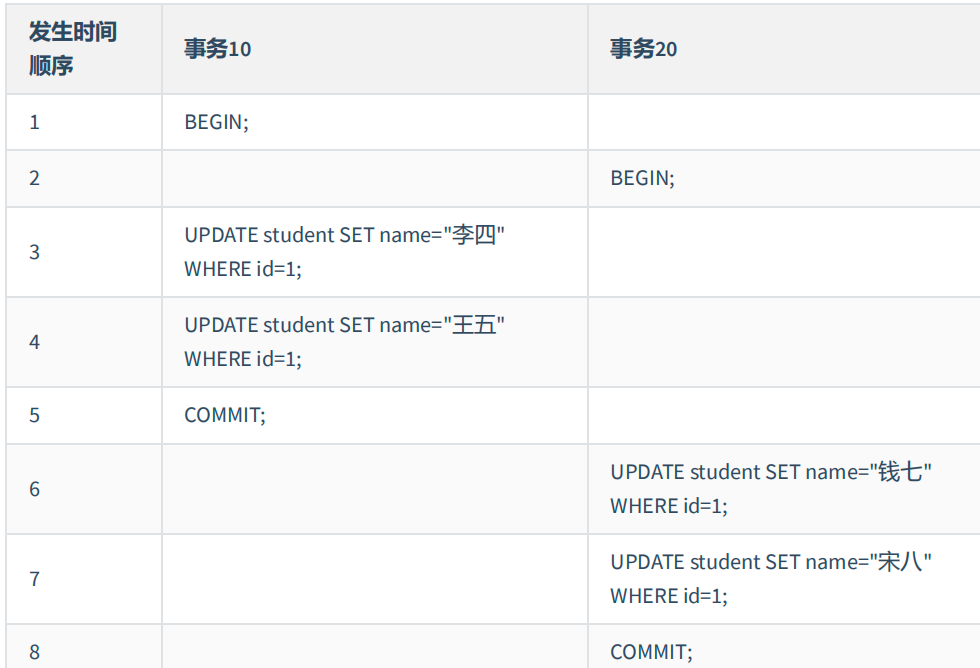 发生时间
顺序
事务10
事务20
1
BEGIN;
2
BEGIN;
3
UPDATE student SET name="李四"
WHERE id=1;
4
UPDATE student SET name="王五"
WHERE id=1;
5
COMMIT;
6
UPDATE student SET name="钱七"
WHERE id=1;
7
UPDATE student SET name="宋八"
WHERE id=1;
8
COMMIT;